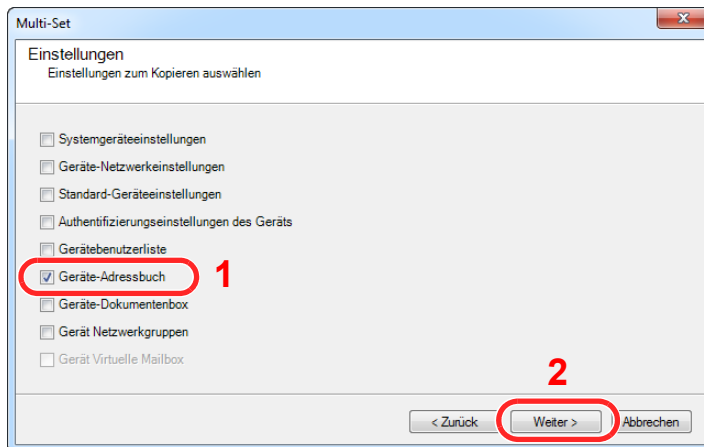 Multi-Set
Einstellungen
Einstellungen zum Kopieren auswählen
Systemgeräteeinstellungen
Geräte-Netzwerkeinstellungen
Standard-Geräteeinstellungen
Authentifizierungseinstellungen des Geräts
Gerätebenutzerliste
Geräte-Adressbuch
1
Geräte-Dokumentenbox
Gerät Netzwerkgruppen
Gerät Virtuelle Mailbox
2
< Zurück Weiter > Abbrechen